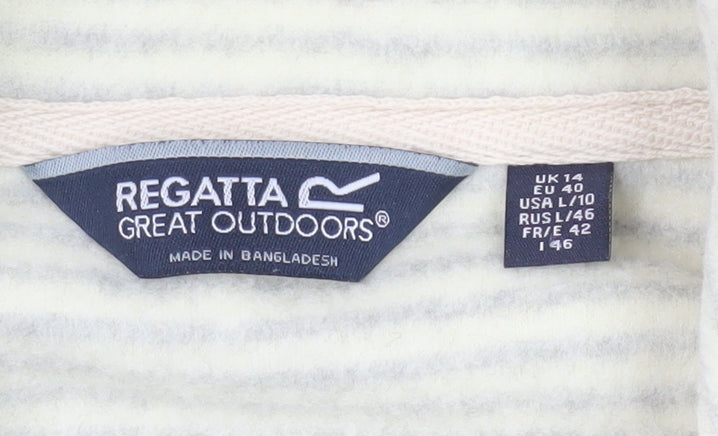 REGATTA
GREAT OUTDOORS®
MADE IN BANGLADESH
UK 14
EU 40
USA L/10
RUS L/46
FR/E 42
I 46